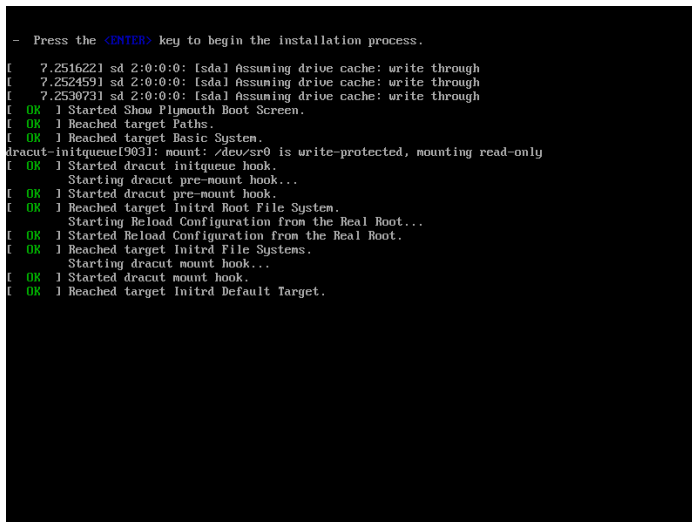 -  Press the <ENTER> key to begin the installation process.
[    7.251622] sd 2:0:0:0: [sda] Assuming drive cache: write through
[    7.252459] sd 2:0:0:0: [sda] Assuming drive cache: write through
[    7.253073] sd 2:0:0:0: [sda] Assuming drive cache: write through
[  OK  ] Started Show Plymouth Boot Screen.
[  OK  ] Reached target Paths.
[  OK  ] Reached target Basic System.
dracut-initqueue[903]: mount: /dev/sr0 is write-protected, mounting read-only
[  OK  ] Started dracut initqueue hook.
         Starting dracut pre-mount hook...
[  OK  ] Started dracut pre-mount hook.
[  OK  ] Reached target Initrd Root File System.
         Starting Reload Configuration from the Real Root...
[  OK  ] Started Reload Configuration from the Real Root.
[  OK  ] Reached target Initrd File Systems.
         Starting dracut mount hook...
[  OK  ] Started dracut mount hook.
[  OK  ] Reached target Initrd Default Target.